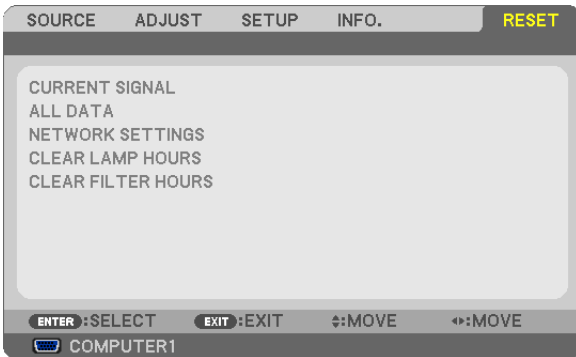 SOURCE ADJUST SETUP INFO. RESET
CURRENT SIGNAL
ALL DATA
NETWORK SETTINGS
CLEAR LAMP HOURS
CLEAR FILTER HOURS
ENTER :SELECT EXIT :EXIT :MOVE :MOVE
COMPUTER1